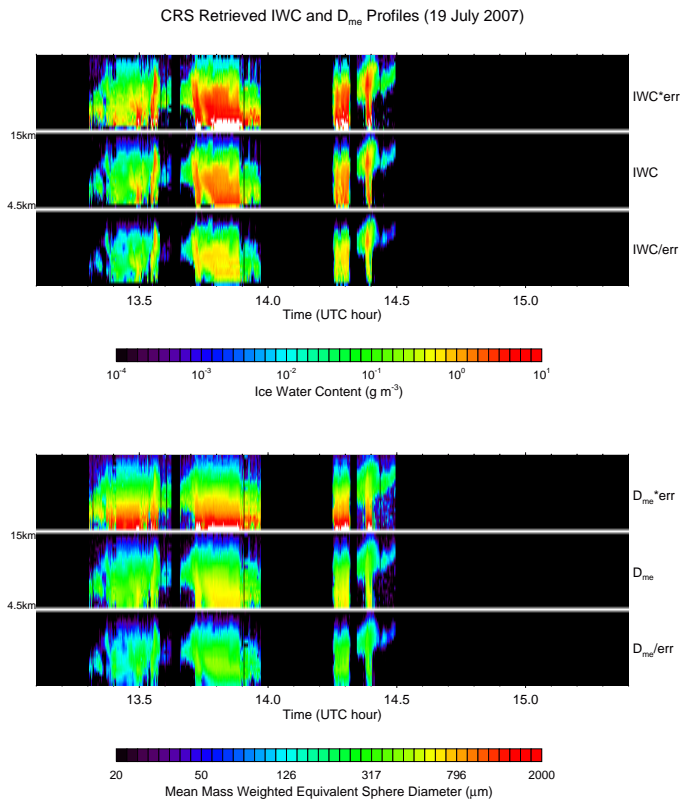 CRS Retrieved IWC and Dme Profiles (19 July 2007)
IWC*err
15km
IWC
4.5km
IWC/err
13.5 14.0 14.5 15.0
Time (UTC hour)
10-4 10-3 10-2 10-1 100 101
Ice Water Content (g m-3)
Dme*err
15km
Dme
4.5km
Dme/err
13.5 14.0 14.5 15.0
Time (UTC hour)
20 50 126 317 796 2000
Mean Mass Weighted Equivalent Sphere Diameter (µm)